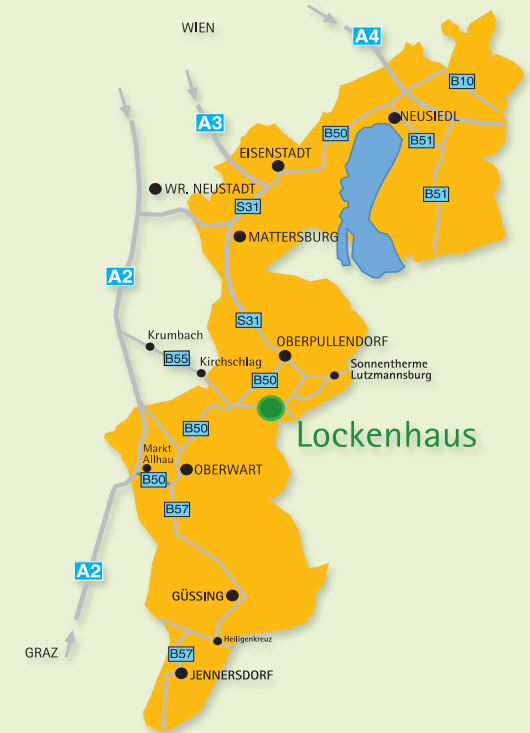 WIEN
A4
B10
A3
NEUSIEDL
B50
B51
EISENSTADT
WR. NEUSTADT
B51
S31
MATTERSBURG
A2
S31
Krumbach
OBERPULLENDORF
B55
Kirchschlag
Sonnentherme
Lutzmannsburg
B50
Lockenhaus
B50
Markt
Allhau
OBERWART
B50
B57
A2
GÜSSING
Heiligenkreuz
GRAZ
B57
JENNERSDORF